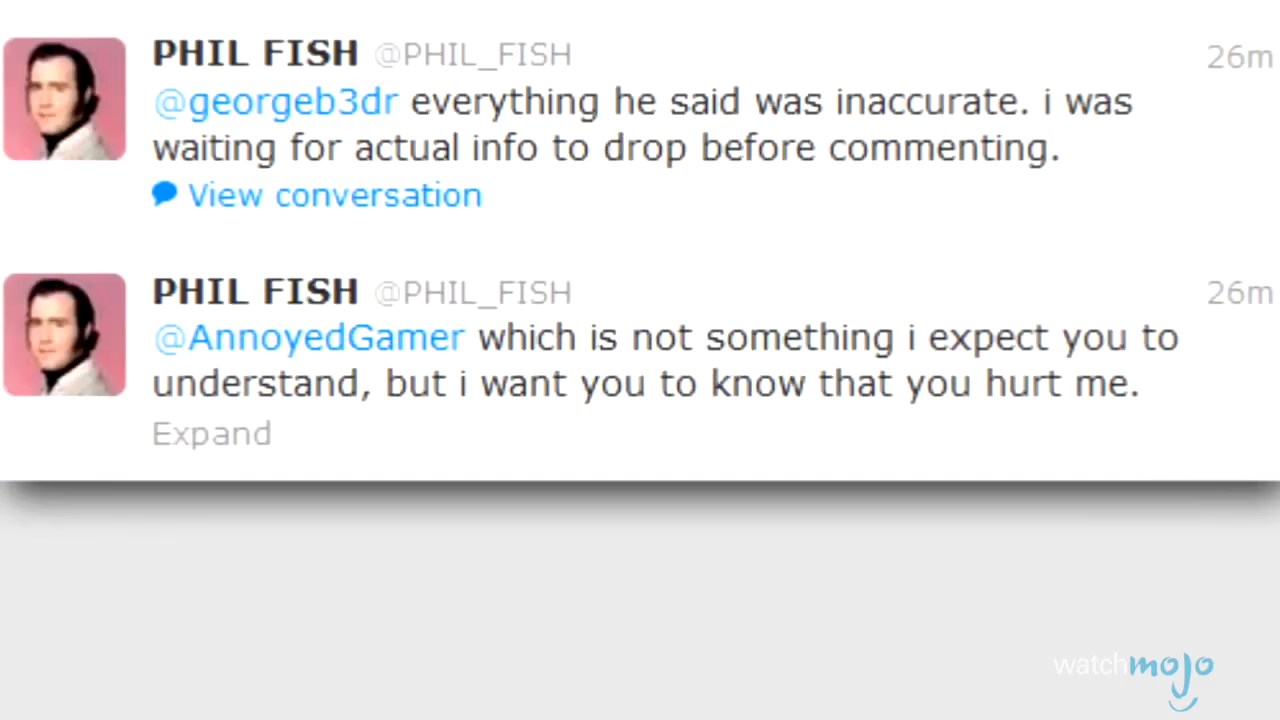 PHIL FISH @PHIL_FISH 26m
@georgeb3dr everything he said was inaccurate. i was
waiting for actual info to drop before commenting.
View conversation
PHIL FISH @PHIL_FISH 26m
@AnnoyedGamer which is not something i expect you to
understand, but i want you to know that you hurt me.
Expand
watchmojo